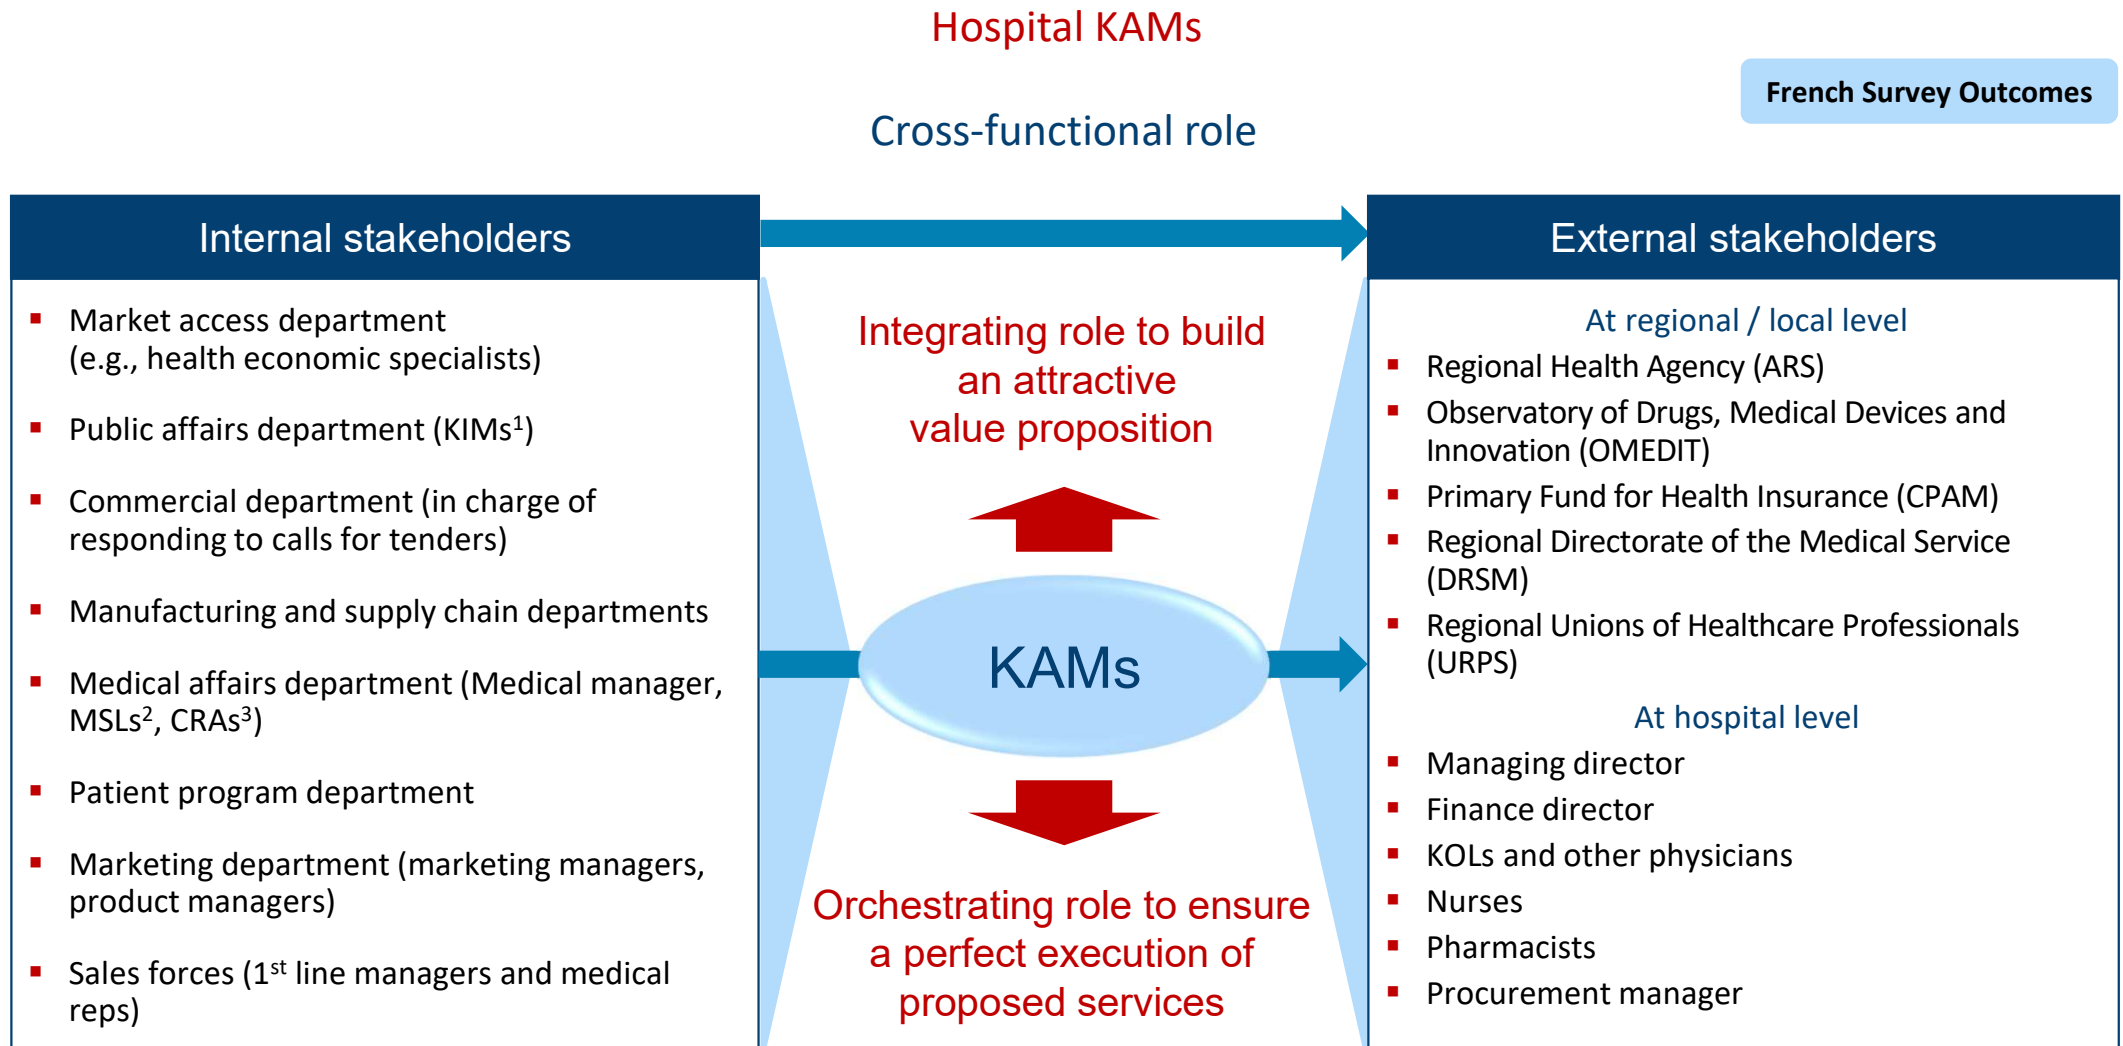 Hospital KAMs
French Survey Outcomes
Cross-functional role
Internal stakeholders
▪ Market access department
(e.g., health economic specialists)
▪ Public affairs department (KIMs¹)
▪ Commercial department (in charge of
responding to calls for tenders)
▪ Manufacturing and supply chain departments
▪ Medical affairs department (Medical manager,
MSLs², CRAs³)
▪ Patient program department
▪ Marketing department (marketing managers,
product managers)
▪ Sales forces (1st line managers and medical
reps)
Integrating role to build
an attractive
value proposition
KAMs
Orchestrating role to ensure
a perfect execution of
proposed services
External stakeholders
At regional / local level
▪ Regional Health Agency (ARS)
▪ Observatory of Drugs, Medical Devices and
Innovation (OMEDIT)
▪ Primary Fund for Health Insurance (CPAM)
▪ Regional Directorate of the Medical Service
(DRSM)
▪ Regional Unions of Healthcare Professionals
(URPS)
At hospital level
▪ Managing director
▪ Finance director
▪ KOLs and other physicians
▪ Nurses
▪ Pharmacists
▪ Procurement manager